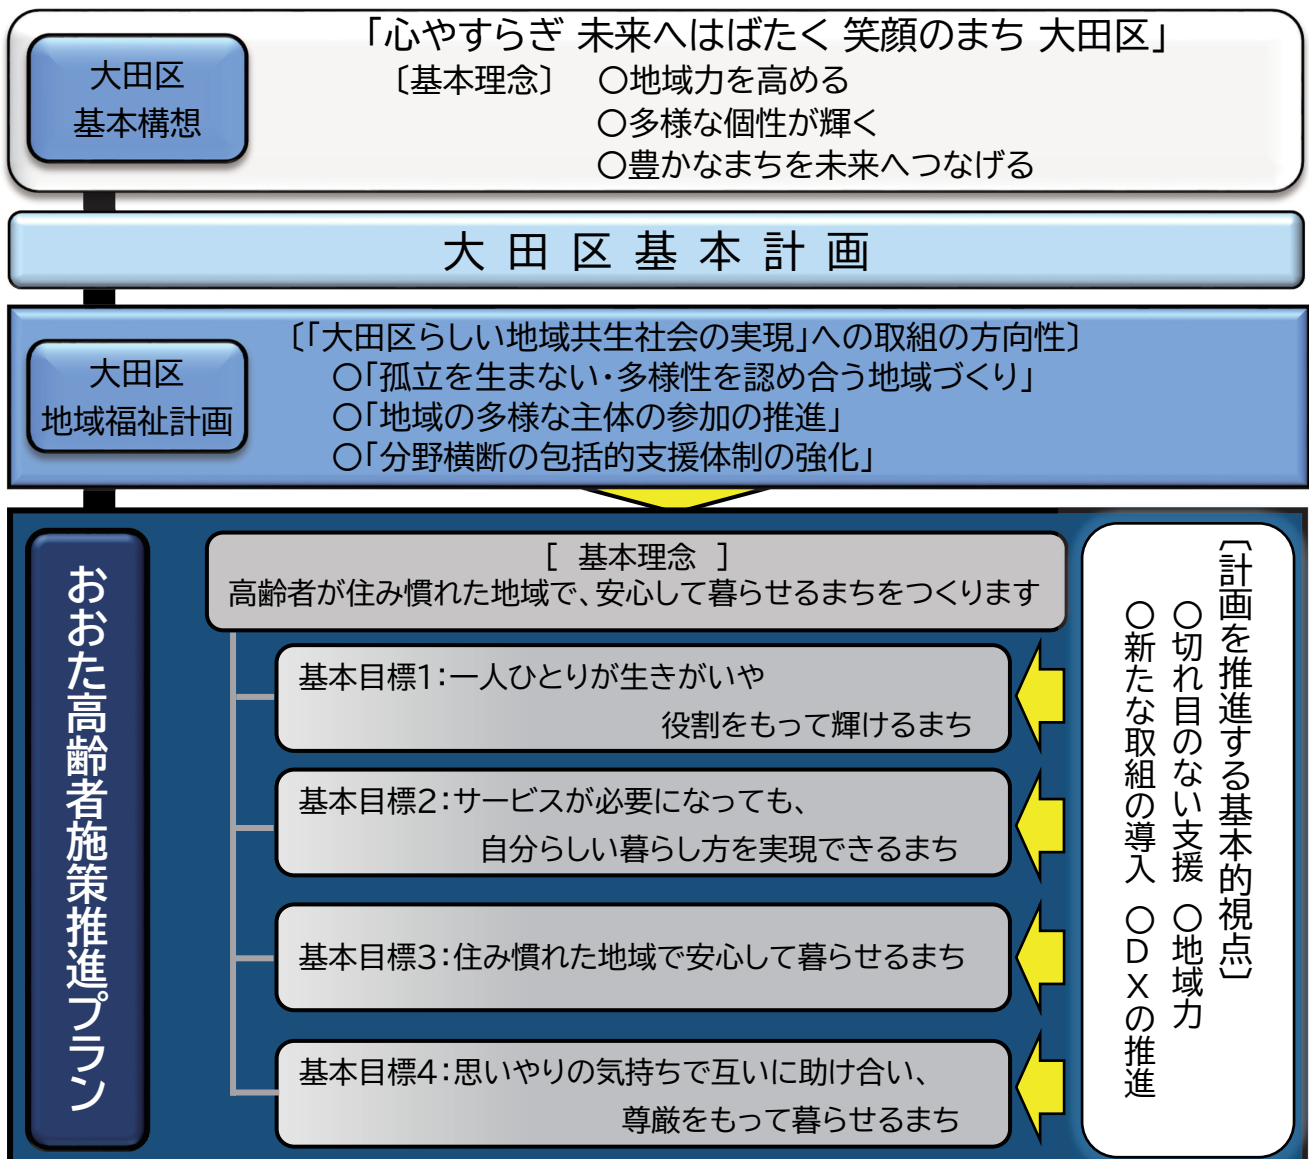 大田区
基本構想
「心やすらぎ 未来へはばたく 笑顔のまち 大田区」
〔基本理念〕 〇地域力を高める
〇多様な個性が輝く
〇豊かなまちを未来へつなげる
大田区基本計画
大田区
地域福祉計画
〔「大田区らしい地域共生社会の実現」への取組の方向性〕
〇「孤立を生まない・多様性を認め合う地域づくり」
〇「地域の多様な主体の参加の推進」
〇「分野横断の包括的支援体制の強化」
おおた高齢者施策推進プラン
[ 基本理念 ]
高齢者が住み慣れた地域で、安心して暮らせるまちをつくります
基本目標1：一人ひとりが生きがいや
役割をもって輝けるまち
基本目標2：サービスが必要になっても、
自分らしい暮らし方を実現できるまち
基本目標3：住み慣れた地域で安心して暮らせるまち
基本目標4：思いやりの気持ちで互いに助け合い、
尊厳をもって暮らせるまち
〔計画を推進する基本的視点〕
〇切れ目のない支援 〇地域力
〇新たな取組の導入 〇DXの推進